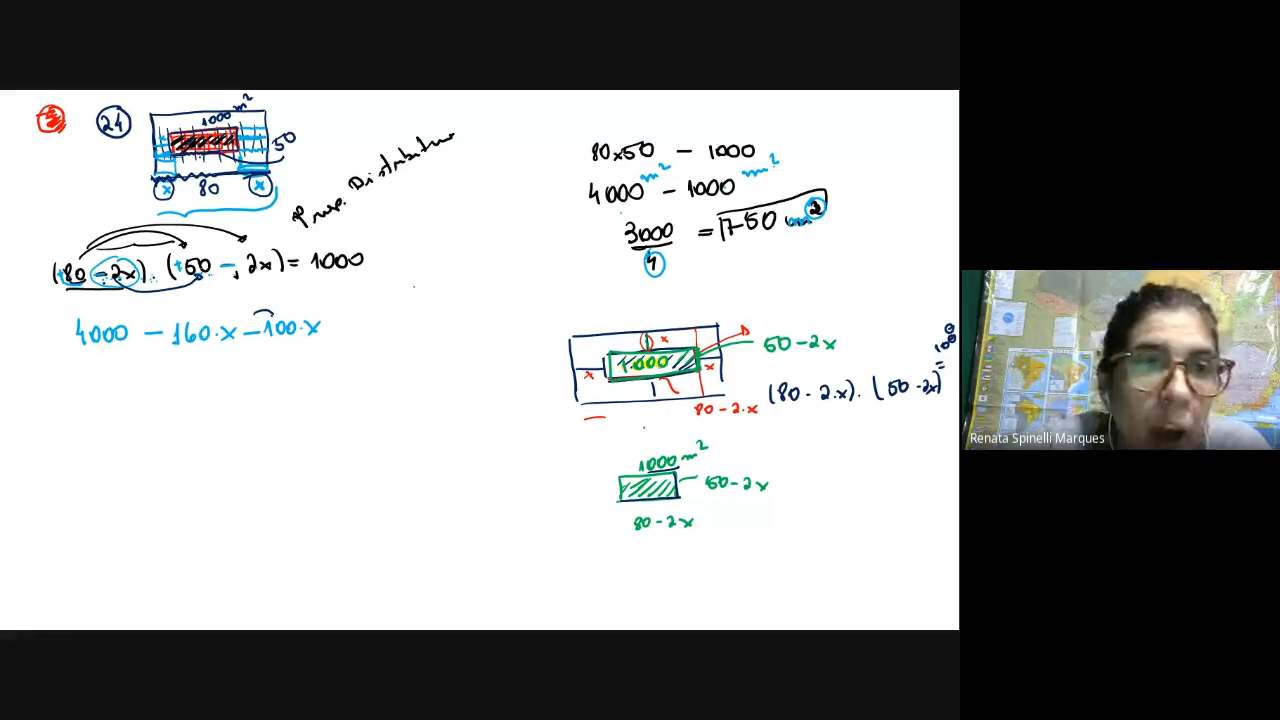 24
1000 m²
50
x 80 x
Prop. Distributiva
(+80 - 2x) . (+50 - 2x) = 1000
4000 - 160.x - 100.x
80x50 - 1000
4000 m² - 1000 m²
3000 = 750 m²
4
x
x 1.000 x
50 - 2x
80 - 2.x
(80 - 2.x) . (50 - 2x) = 1000
1000 m²
50 - 2x
80 - 2x
Renata Spinelli Marques